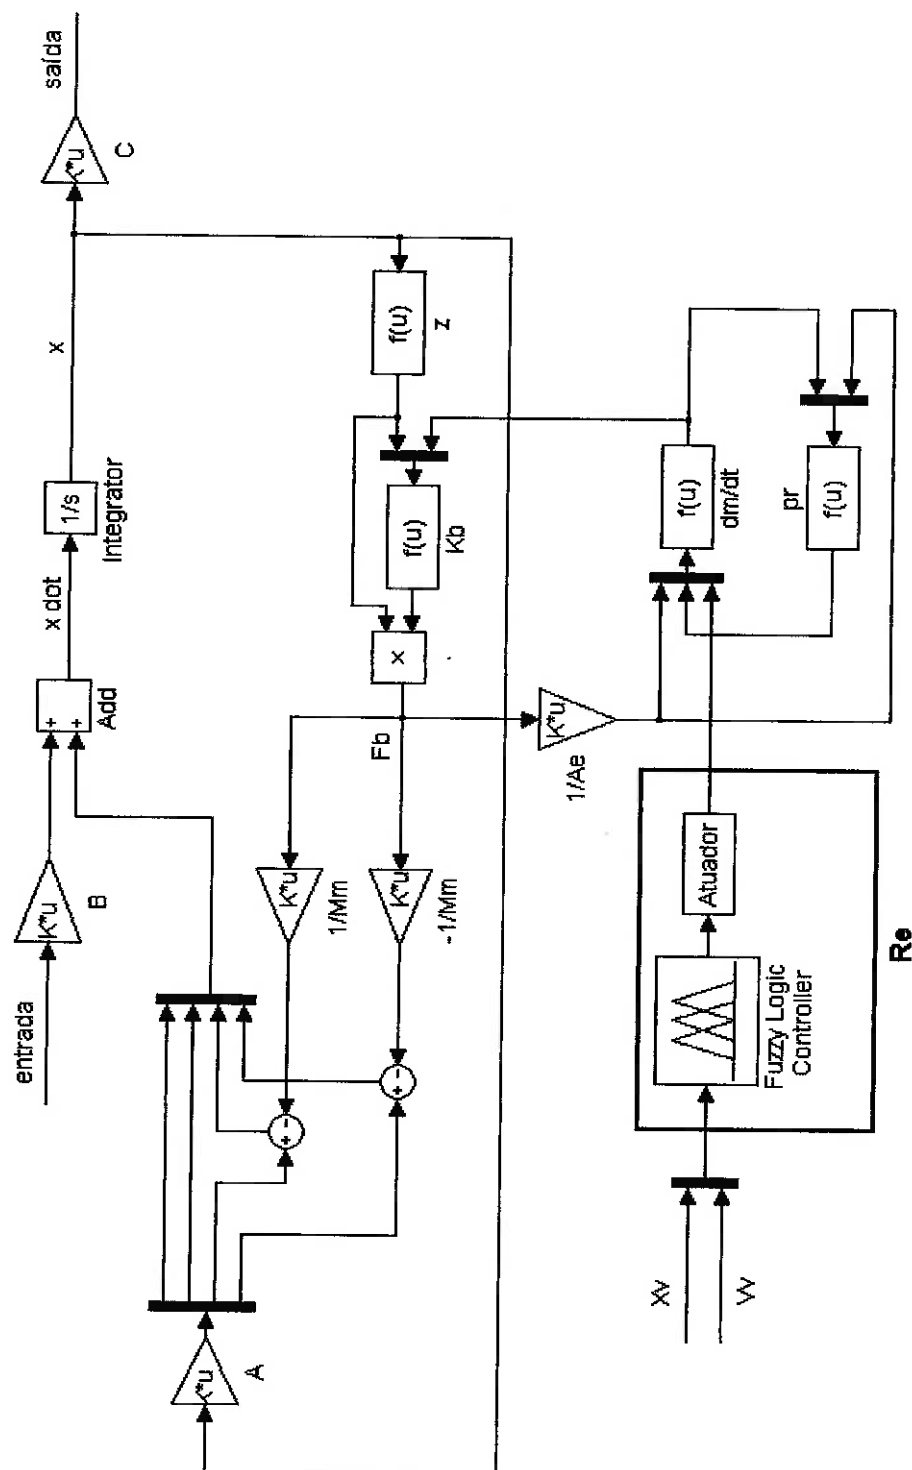 entrada
K*u
B
+
+
Add
x dot
1/s
Integrator
x
K*u
C
saída
K*u
A
+
-
+
-
K*u
1/Mm
K*u
-1/Mm
Fb
x
f(u)
Kb
f(u)
z
K*u
1/Ae
Xv
Vv
Fuzzy Logic
Controller
Atuador
Re
f(u)
dm/dt
pr
f(u)